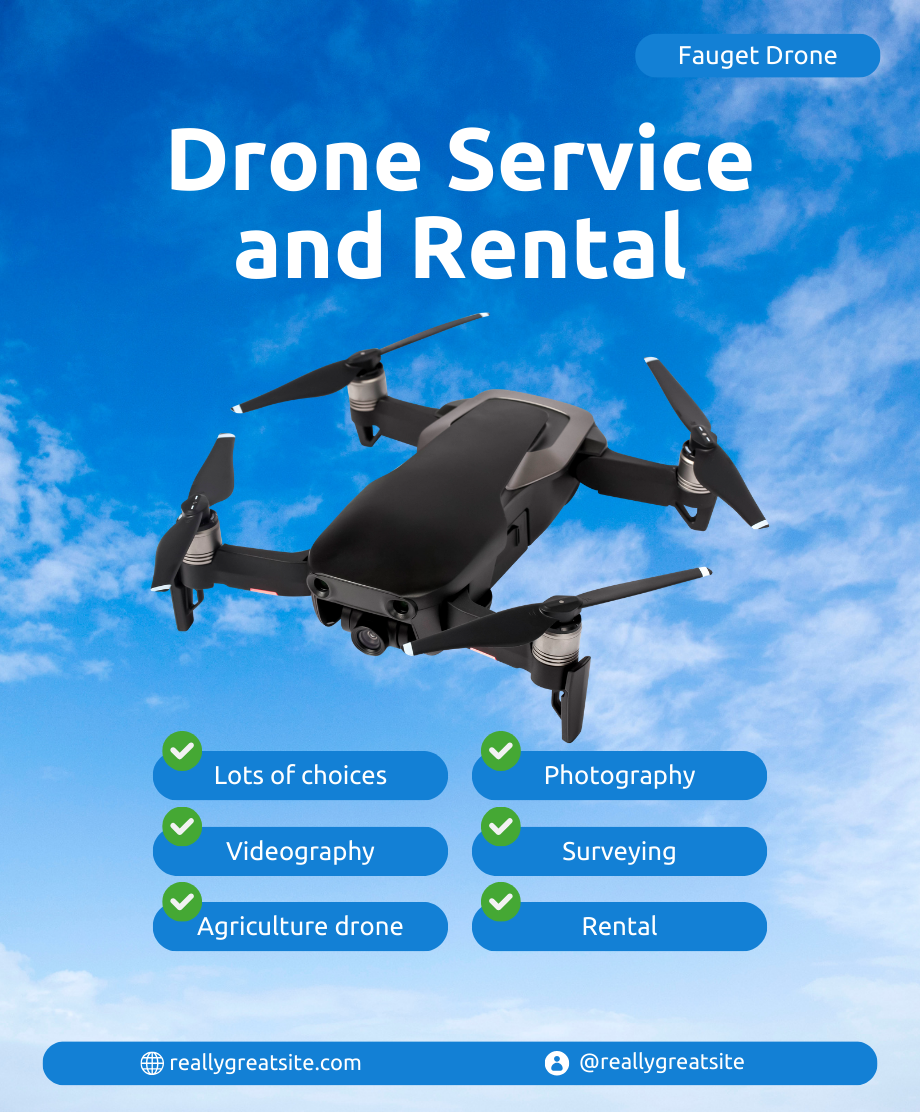 Fauget Drone
Drone Service
and Rental
Lots of choices
Photography
Videography
Surveying
Agriculture drone
Rental
reallygreatsite.com
@reallygreatsite